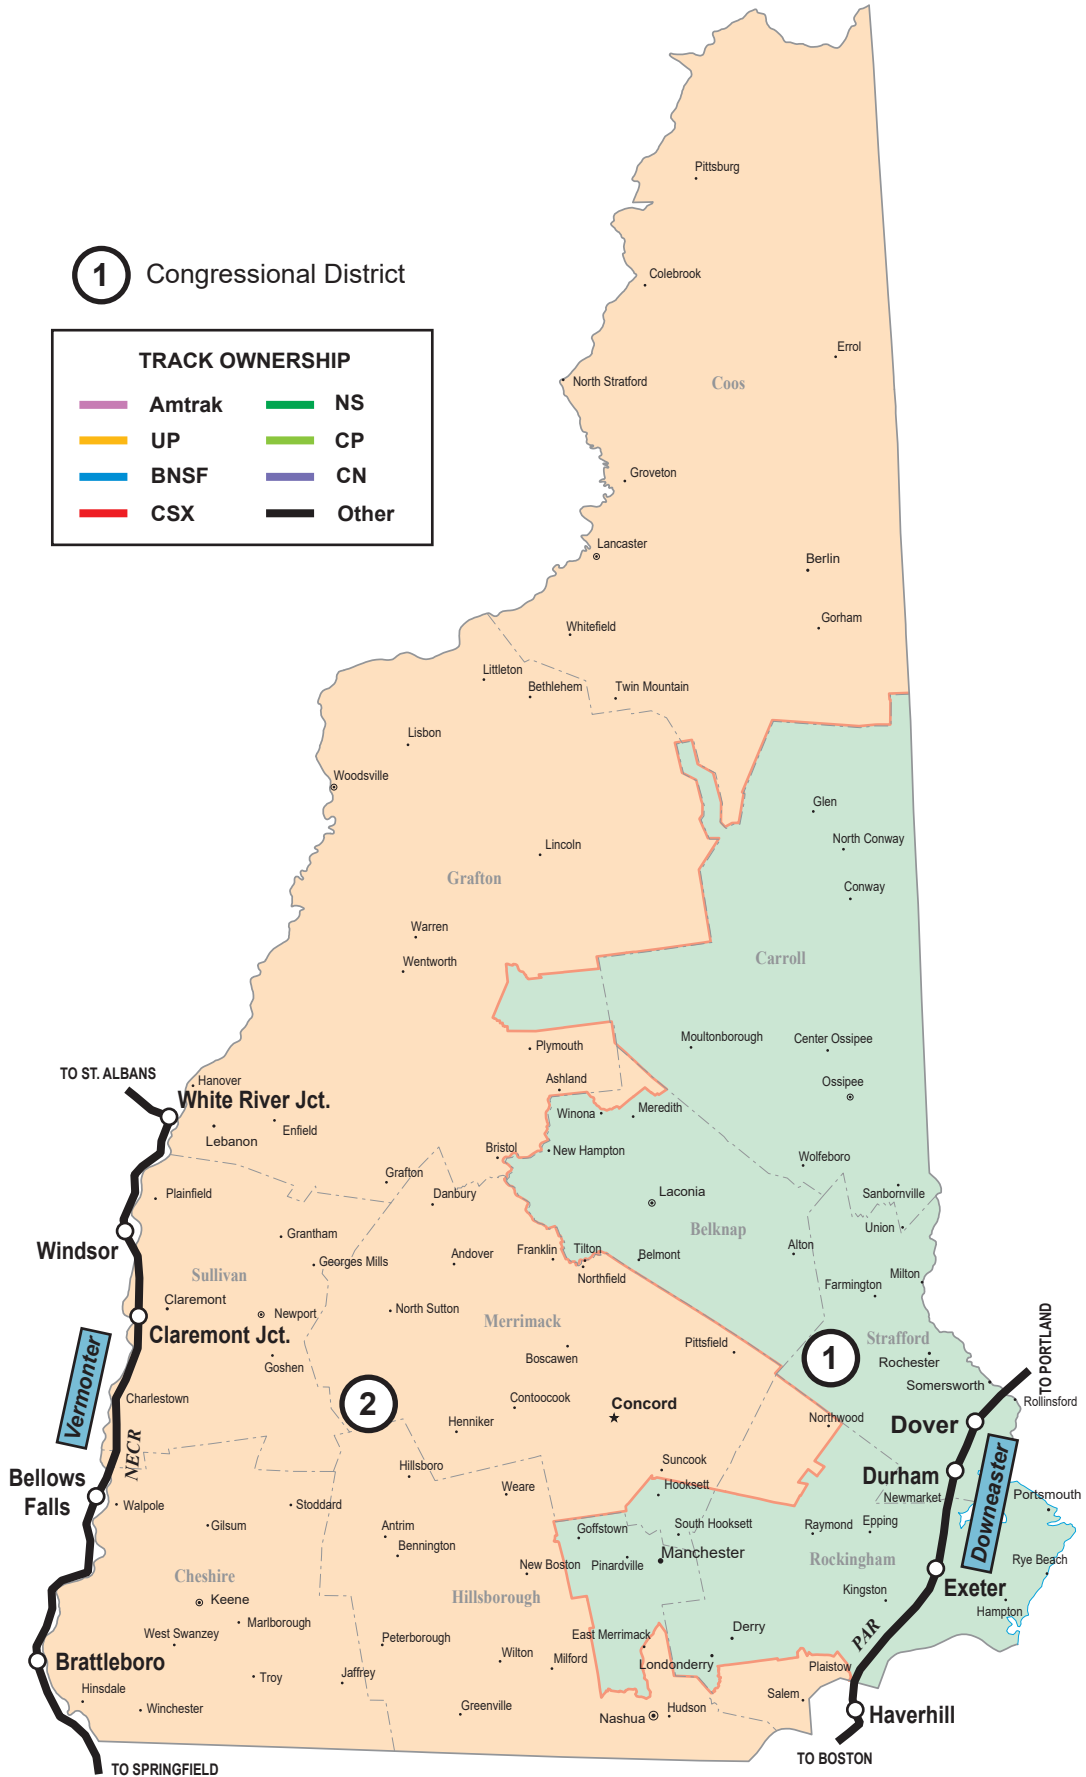 Pittsburg
1 Congressional District
Colebrook
TRACK OWNERSHIP
Amtrak NS
UP CP
BNSF CN
CSX Other
Errol
North Stratford
Coos
Groveton
Lancaster
Berlin
Gorham
Whitefield
Littleton
Bethlehem
Twin Mountain
Lisbon
Woodsville
Glen
North Conway
Lincoln
Grafton
Conway
Warren
Wentworth
Carroll
Moultonborough
Center Ossipee
Plymouth
TO ST. ALBANS
Hanover
Ashland
Ossipee
White River Jct.
Winona
Meredith
Lebanon
Enfield
Bristol
New Hampton
Wolfeboro
Grafton
Plainfield
Danbury
Laconia
Sanbornville
Belknap
Union
Windsor
Grantham
Georges Mills
Andover
Franklin
Tilton
Belmont
Alton
Northfield
Sullivan
Milton
Farmington
Claremont
Newport
North Sutton
Merrimack
Claremont Jct.
Pittsfield
1
Strafford
Rochester
TO PORTLAND
Boscawen
Goshen
Somersworth
Rollinsford
Vermonter
Charlestown
2
Contoocook
Concord
Henniker
Northwood
Dover
NECR
Suncook
Hillsboro
Durham
Bellows
Falls
Weare
Hooksett
Newmarket
Portsmouth
Walpole
Stoddard
Downeaster
Gilsum
Antrim
Goffstown
South Hooksett
Raymond
Epping
Bennington
Manchester
New Boston
Pinardville
Rockingham
Rye Beach
Cheshire
Exeter
Keene
Hillsborough
Kingston
Hampton
Marlborough
West Swanzey
Peterborough
East Merrimack
Derry
PAR
Brattleboro
Wilton
Milford
Londonderry
Plaistow
Troy
Jaffrey
Hinsdale
Winchester
Greenville
Nashua
Hudson
Salem
Haverhill
TO BOSTON
TO SPRINGFIELD